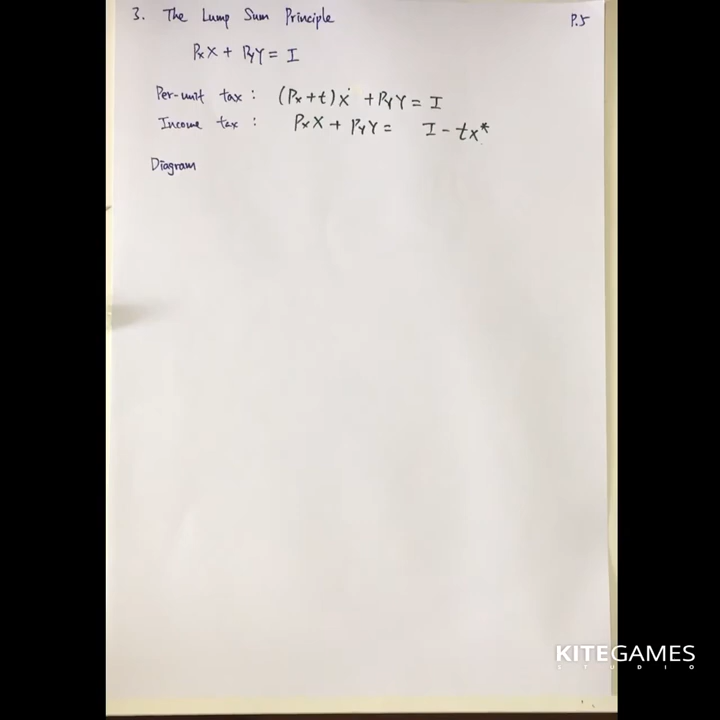 3. The Lump Sum Principle
P.5
PxX + PyY = I
Per-unit tax : (Px+t)X + PyY = I
Income tax : PxX + PyY = I - tx*
Diagram
KITEGAMES
STUDIO